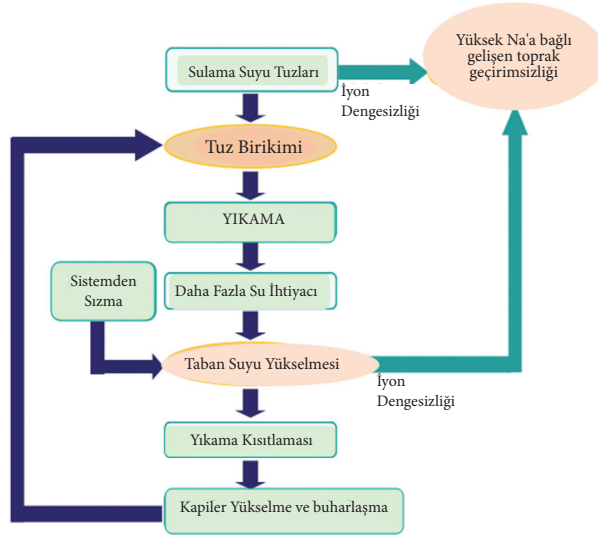 Yüksek Na'a bağlı
gelişen toprak
geçirimsizliği
Sulama Suyu Tuzları
İyon
Dengesizliği
Tuz Birikimi
YIKAMA
Sistemden
Sızma
Daha Fazla Su İhtiyacı
Taban Suyu Yükselmesi
İyon
Dengesizliği
Yıkama Kısıtlaması
Kapiler Yükselme ve buharlaşma